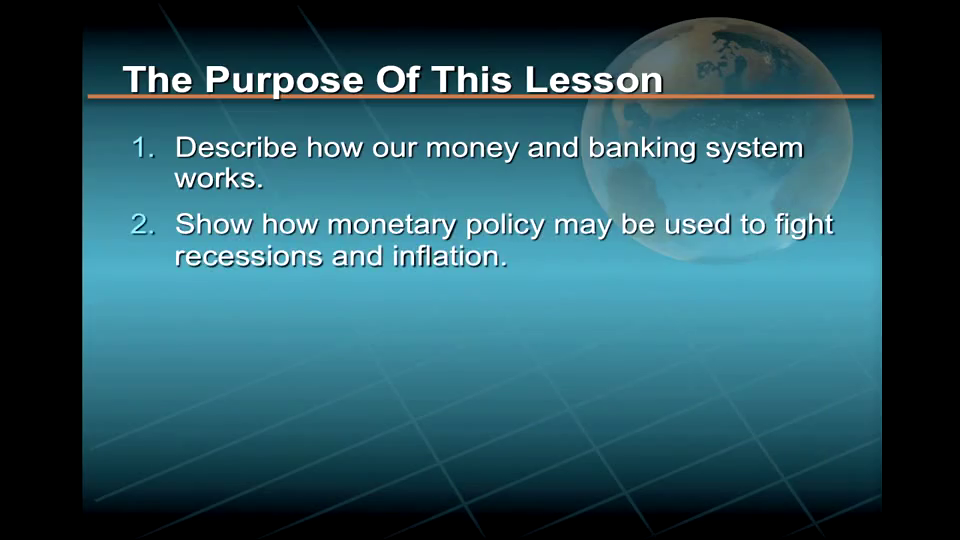 The Purpose Of This Lesson
1. Describe how our money and banking system
works.
2. Show how monetary policy may be used to fight
recessions and inflation.